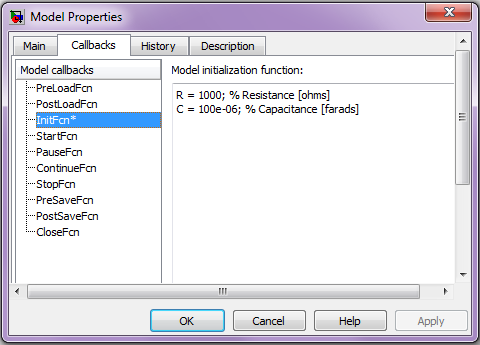 Model Properties
Main
Callbacks
History
Description
Model callbacks
PreLoadFcn
PostLoadFcn
InitFcn*
StartFcn
PauseFcn
ContinueFcn
StopFcn
PreSaveFcn
PostSaveFcn
CloseFcn
Model initialization function:
R = 1000; % Resistance [ohms]
C = 100e-06; % Capacitance [farads]
OK
Cancel
Help
Apply